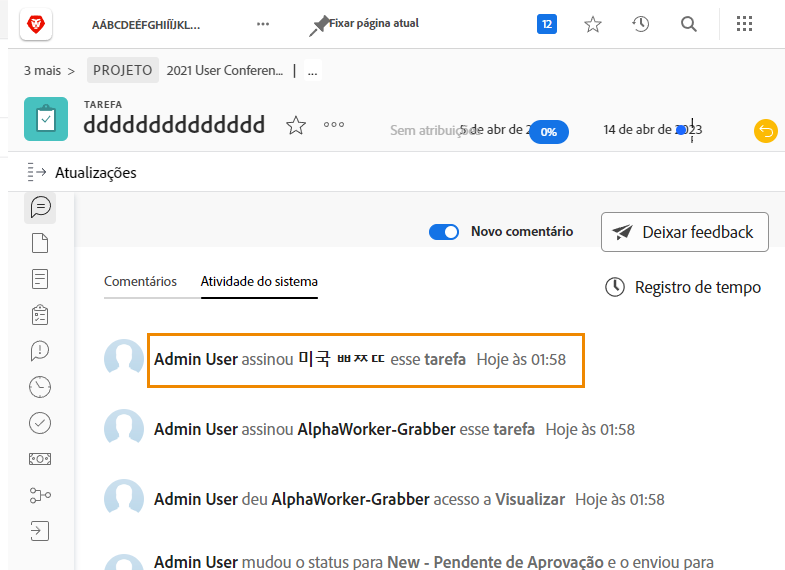 AÁBCDEÉFGHIÍÏJKL...
Fixar página atual
12
3 mais >
PROJETO
2021 User Conferen... | ...
TAREFA
dddddddddddddd
Sem atribuições
5 de abr de 2
0%
14 de abr de 2023
Atualizações
Novo comentário
Deixar feedback
Comentários
Atividade do sistema
Registro de tempo
Admin User assinou 미국 ㅃㅉㄸ esse tarefa Hoje às 01:58
Admin User assinou AlphaWorker-Grabber esse tarefa Hoje às 01:58
Admin User deu AlphaWorker-Grabber acesso a Visualizar Hoje às 01:58
Admin User mudou o status para New - Pendente de Aprovação e o enviou para